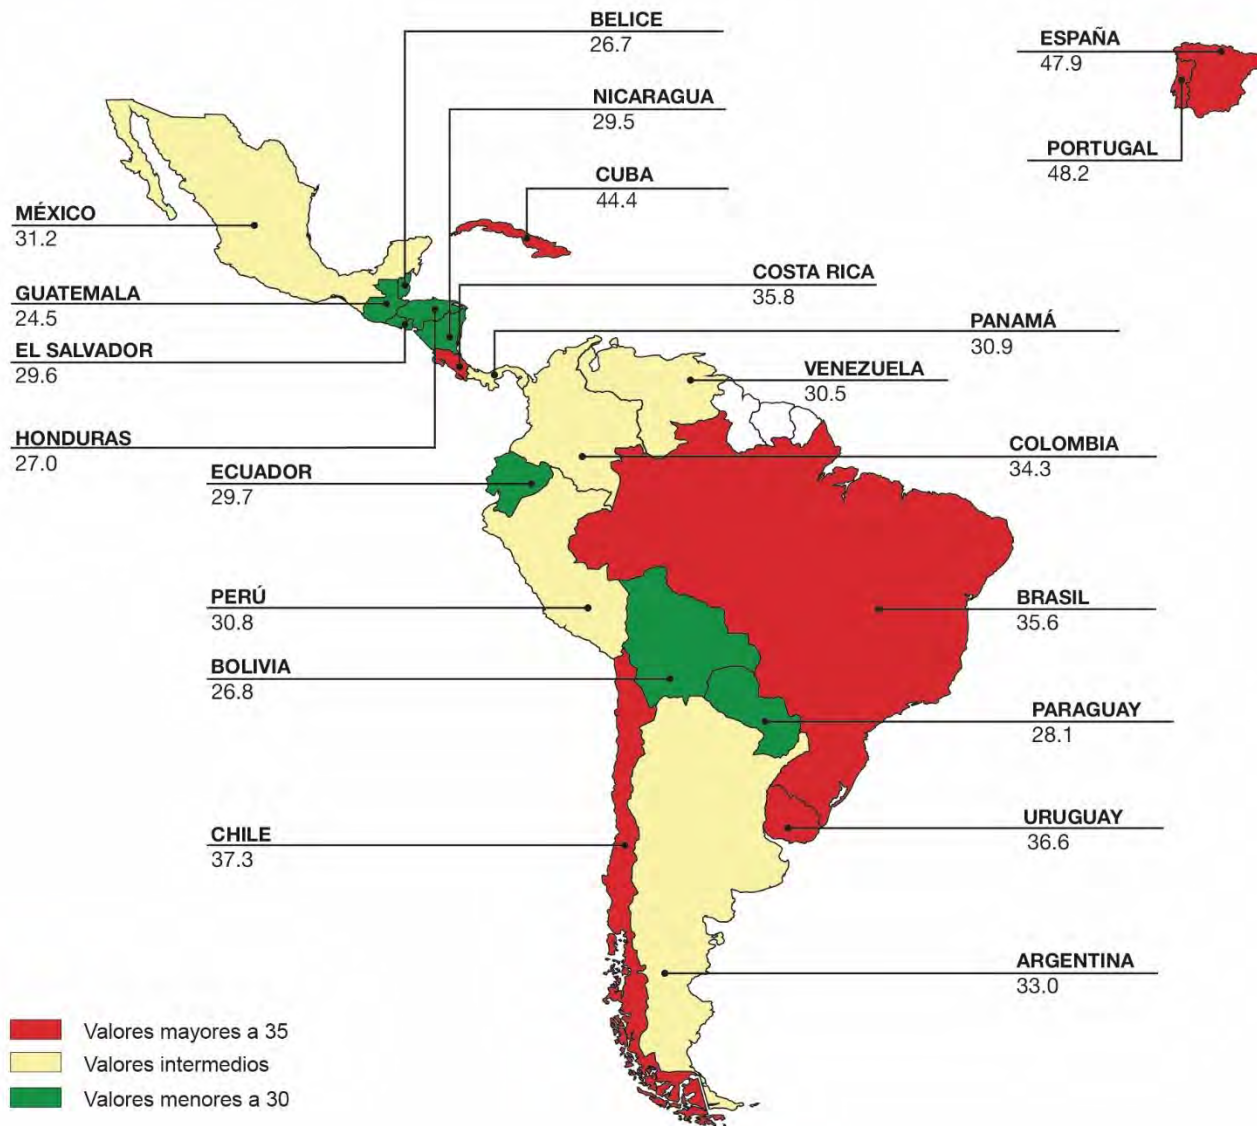 BELICE
26.7
ESPAÑA
47.9
NICARAGUA
29.5
PORTUGAL
48.2
CUBA
44.4
MÉXICO
31.2
COSTA RICA
35.8
GUATEMALA
24.5
PANAMÁ
30.9
EL SALVADOR
29.6
VENEZUELA
30.5
HONDURAS
27.0
COLOMBIA
34.3
ECUADOR
29.7
PERÚ
30.8
BRASIL
35.6
BOLIVIA
26.8
PARAGUAY
28.1
CHILE
37.3
URUGUAY
36.6
ARGENTINA
33.0
Valores mayores a 35
Valores intermedios
Valores menores a 30